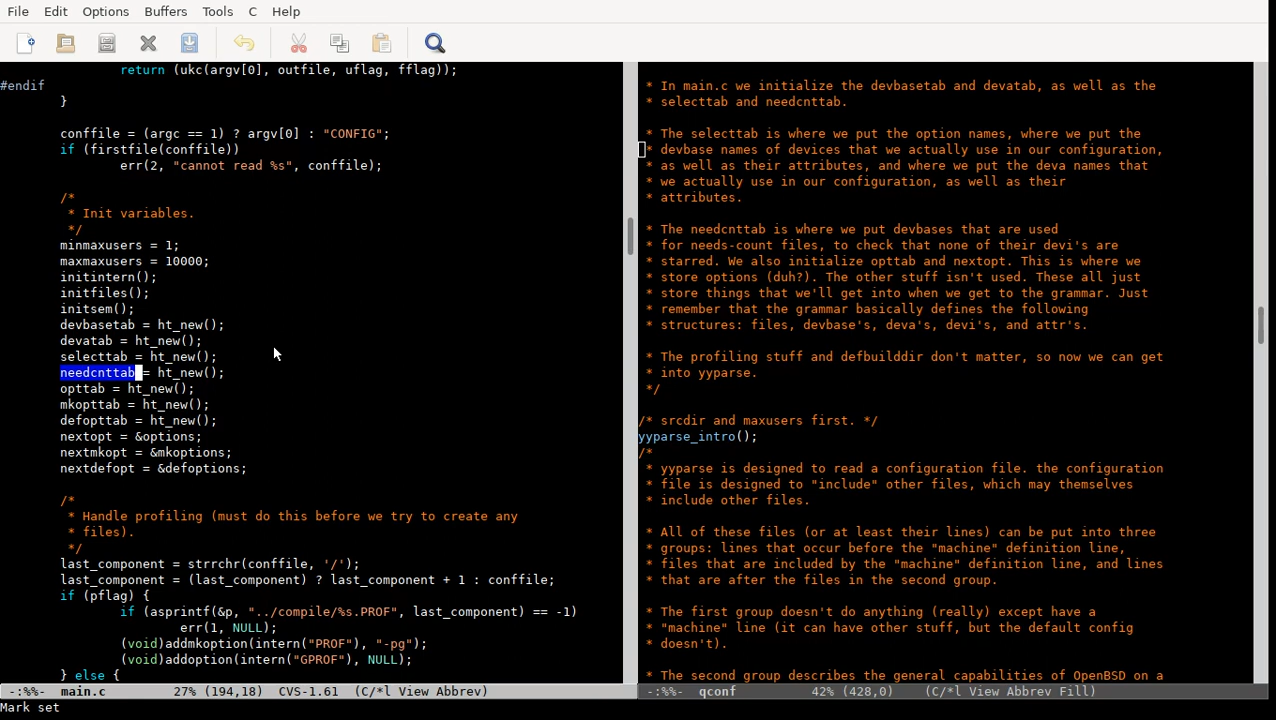 File Edit Options Buffers Tools C Help
return (ukc(argv[0], outfile, uflag, fflag));
#endif
}
conffile = (argc == 1) ? argv[0] : "CONFIG";
if (firstfile(conffile))
err(2, "cannot read %s", conffile);
/*
* Init variables.
*/
minmaxusers = 1;
maxmaxusers = 10000;
initintern();
initfiles();
initsem();
devbasetab = ht_new();
devatab = ht_new();
selecttab = ht_new();
needcnttab = ht_new();
opttab = ht_new();
mkopttab = ht_new();
defopttab = ht_new();
nextopt = &options;
nextmkopt = &mkoptions;
nextdefopt = &defoptions;
/*
* Handle profiling (must do this before we try to create any
* files).
*/
last_component = strrchr(conffile, '/');
last_component = (last_component) ? last_component + 1 : conffile;
if (pflag) {
if (asprintf(&p, "../compile/%s.PROF", last_component) == -1)
err(1, NULL);
(void)addmkoption(intern("PROF"), "-pg");
(void)addoption(intern("GPROF"), NULL);
} else {
-:%%- main.c 27% (194,18) CVS-1.61 (C/*l View Abbrev)
* In main.c we initialize the devbasetab and devatab, as well as the
* selecttab and needcnttab.
* The selecttab is where we put the option names, where we put the
* devbase names of devices that we actually use in our configuration,
* as well as their attributes, and where we put the deva names that
* we actually use in our configuration, as well as their
* attributes.
* The needcnttab is where we put devbases that are used
* for needs-count files, to check that none of their devi's are
* starred. We also initialize opttab and nextopt. This is where we
* store options (duh?). The other stuff isn't used. These all just
* store things that we'll get into when we get to the grammar. Just
* remember that the grammar basically defines the following
* structures: files, devbase's, deva's, devi's, and attr's.
* The profiling stuff and defbuilddir don't matter, so now we can get
* into yyparse.
*/
/* srcdir and maxusers first. */
yyparse_intro();
/*
* yyparse is designed to read a configuration file. the configuration
* file is designed to "include" other files, which may themselves
* include other files.
* All of these files (or at least their lines) can be put into three
* groups: lines that occur before the "machine" definition line,
* files that are included by the "machine" definition line, and lines
* that are after the files in the second group.
* The first group doesn't do anything (really) except have a
* "machine" line (it can have other stuff, but the default config
* doesn't).
* The second group describes the general capabilities of OpenBSD on a
-:%%- qconf 42% (428,0) (C/*l View Abbrev Fill)
Mark set